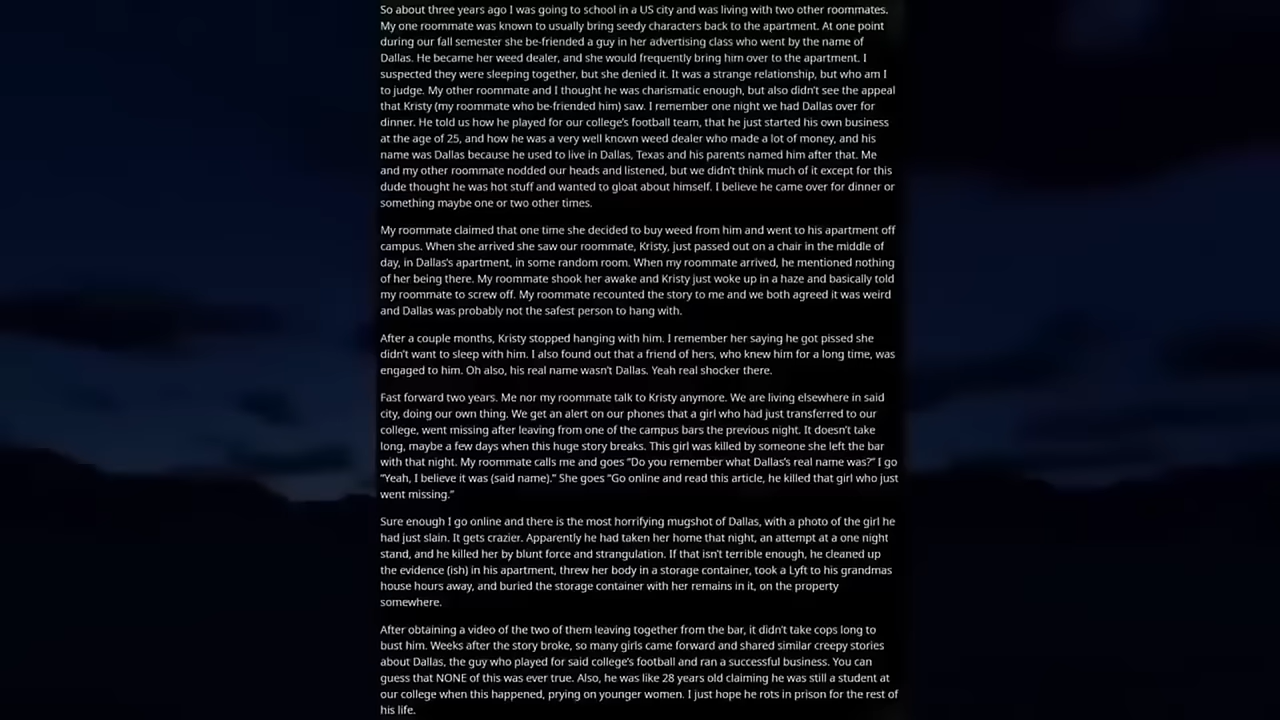 So about three years ago I was going to school in a US city and was living with two other roommates.
My one roommate was known to usually bring seedy characters back to the apartment. At one point
during our fall semester she be-friended a guy in her advertising class who went by the name of
Dallas. He became her weed dealer, and she would frequently bring him over to the apartment. I
suspected they were sleeping together, but she denied it. It was a strange relationship, but who am I
to judge. My other roommate and I thought he was charismatic enough, but also didn't see the appeal
that Kristy (my roommate who be-friended him) saw. I remember one night we had Dallas over for
dinner. He told us how he played for our college's football team, that he just started his own business
at the age of 25, and how he was a very well known weed dealer who made a lot of money, and his
name was Dallas because he used to live in Dallas, Texas and his parents named him after that. Me
and my other roommate nodded our heads and listened, but we didn't think much of it except for this
dude thought he was hot stuff and wanted to gloat about himself. I believe he came over for dinner or
something maybe one or two other times.
My roommate claimed that one time she decided to buy weed from him and went to his apartment off
campus. When she arrived she saw our roommate, Kristy, just passed out on a chair in the middle of
day, in Dallas's apartment, in some random room. When my roommate arrived, he mentioned nothing
of her being there. My roommate shook her awake and Kristy just woke up in a haze and basically told
my roommate to screw off. My roommate recounted the story to me and we both agreed it was weird
and Dallas was probably not the safest person to hang with.
After a couple months, Kristy stopped hanging with him. I remember her saying he got pissed she
didn't want to sleep with him. I also found out that a friend of hers, who knew him for a long time, was
engaged to him. Oh also, his real name wasn't Dallas. Yeah real shocker there.
Fast forward two years. Me nor my roommate talk to Kristy anymore. We are living elsewhere in said
city, doing our own thing. We get an alert on our phones that a girl who had just transferred to our
college, went missing after leaving from one of the campus bars the previous night. It doesn't take
long, maybe a few days when this huge story breaks. This girl was killed by someone she left the bar
with that night. My roommate calls me and goes “Do you remember what Dallas's real name was?” I go
“Yeah, I believe it was (said name).” She goes “Go online and read this article, he killed that girl who just
went missing.”
Sure enough I go online and there is the most horrifying mugshot of Dallas, with a photo of the girl he
had just slain. It gets crazier. Apparently he had taken her home that night, an attempt at a one night
stand, and he killed her by blunt force and strangulation. If that isn't terrible enough, he cleaned up
the evidence (ish) in his apartment, threw her body in a storage container, took a Lyft to his grandmas
house hours away, and buried the storage container with her remains in it, on the property
somewhere.
After obtaining a video of the two of them leaving together from the bar, it didn't take cops long to
bust him. Weeks after the story broke, so many girls came forward and shared similar creepy stories
about Dallas, the guy who played for said college's football and ran a successful business. You can
guess that NONE of this was ever true. Also, he was like 28 years old claiming he was still a student at
our college when this happened, prying on younger women. I just hope he rots in prison for the rest of
his life.